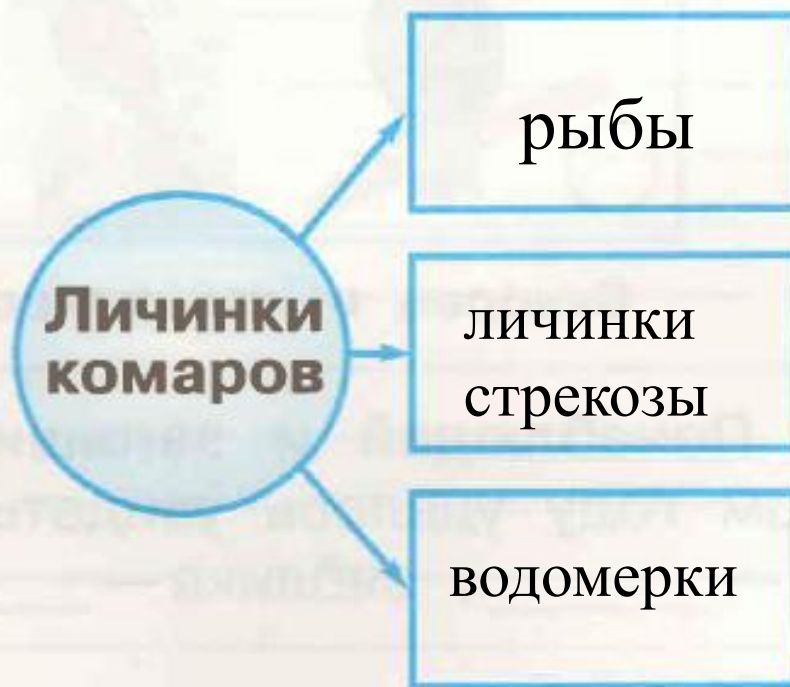 рыбы
Личинки
комаров
личинки
стрекозы
водомерки